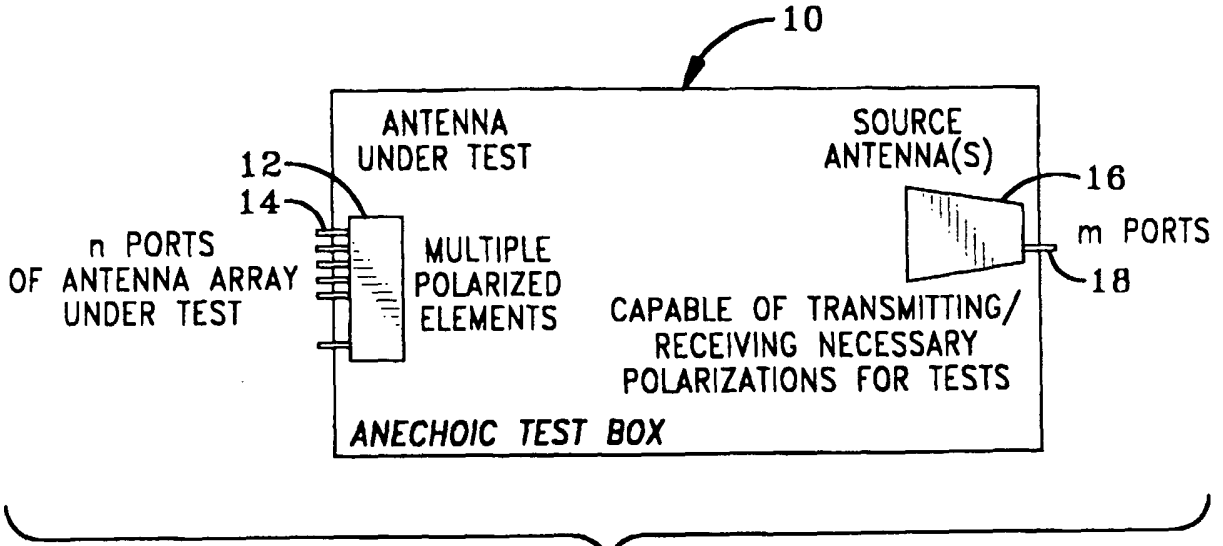 10
ANTENNA
UNDER TEST
SOURCE
ANTENNA(S)
12
14
16
n PORTS
OF ANTENNA ARRAY
UNDER TEST
MULTIPLE
POLARIZED
ELEMENTS
m PORTS
18
CAPABLE OF TRANSMITTING/
RECEIVING NECESSARY
POLARIZATIONS FOR TESTS
ANECHOIC TEST BOX